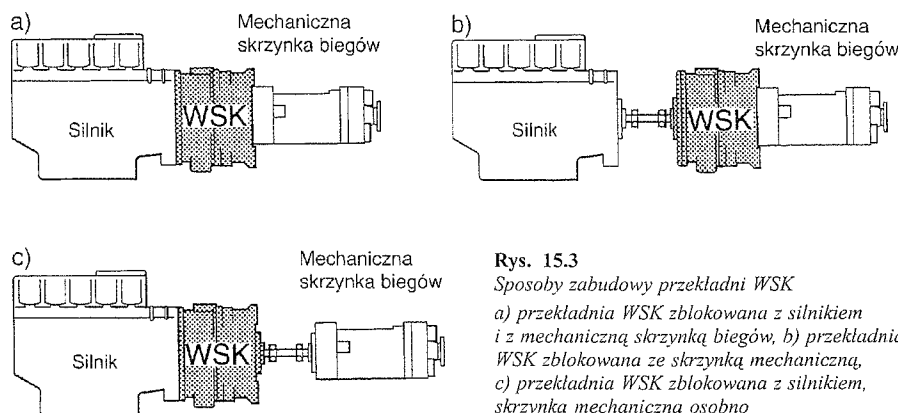 a)
Mechaniczna
skrzynka biegów
Silnik
WSK
b)
Mechaniczna
skrzynka biegów
Silnik
WSK
c)
Mechaniczna
skrzynka biegów
Silnik
WSK
Rys. 15.3
Sposoby zabudowy przekładni WSK
a) przekładnia WSK zblokowana z silnikiem
i z mechaniczną skrzynką biegów, b) przekładnia
WSK zblokowana ze skrzynką mechaniczną,
c) przekładnia WSK zblokowana z silnikiem,
skrzynka mechaniczna osobno